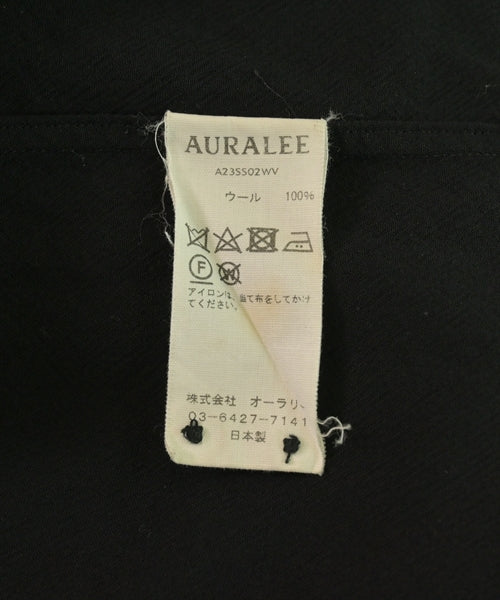 AURALEE
A23SS02WV
ウール 100%
F
W
アイロンは、当て布をしてかけ
てください。
株式会社 オーラリ
03-6427-7141
日本製